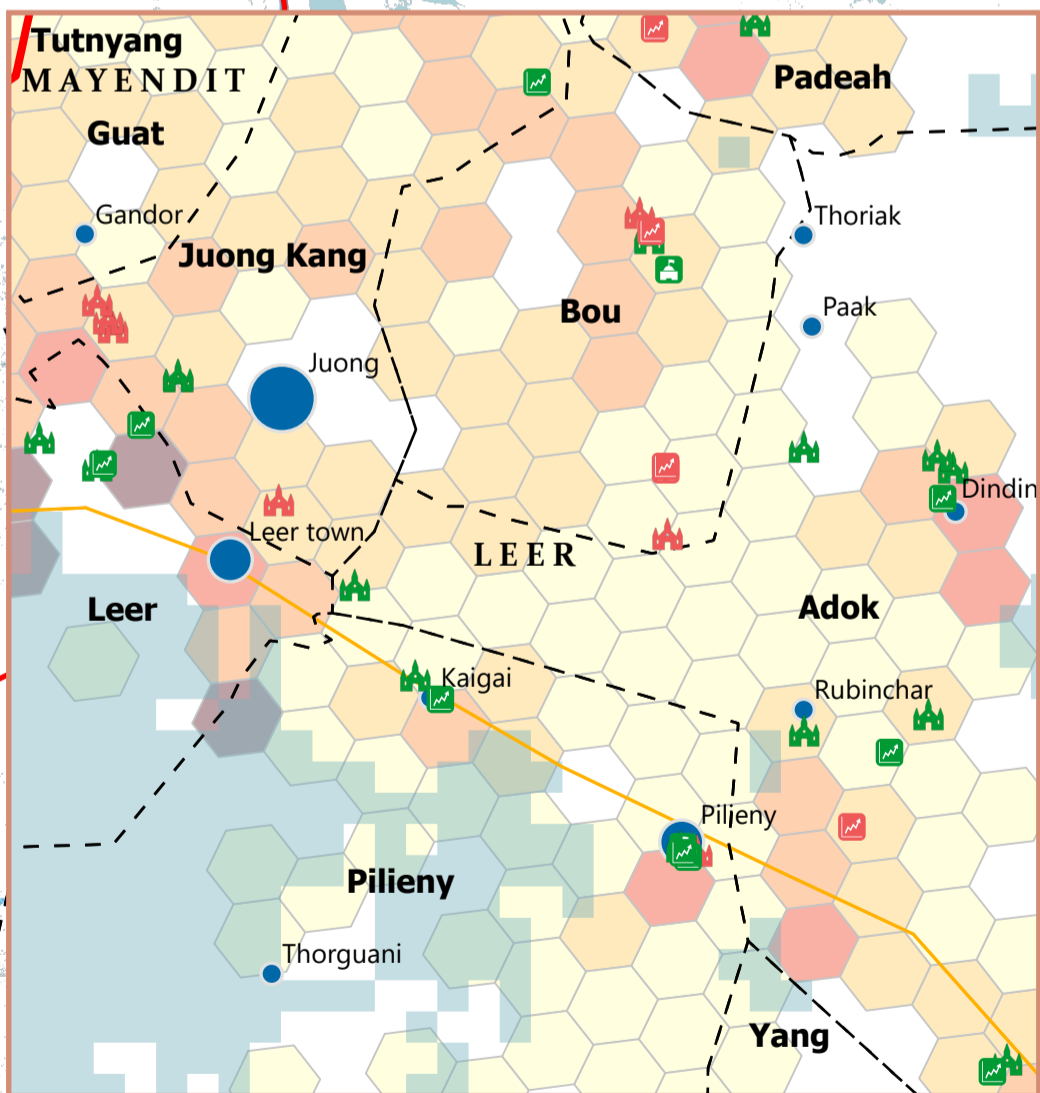 Tutnyang
MAYENDIT
Padeah
Guat
Gandor
Thoriak
Juong Kang
Bou
Paak
Juong
Dindin
Leer town
LEER
Leer
Adok
Kaigai
Rubinchar
Pilieny
Pilieny
Thorguani
Yang